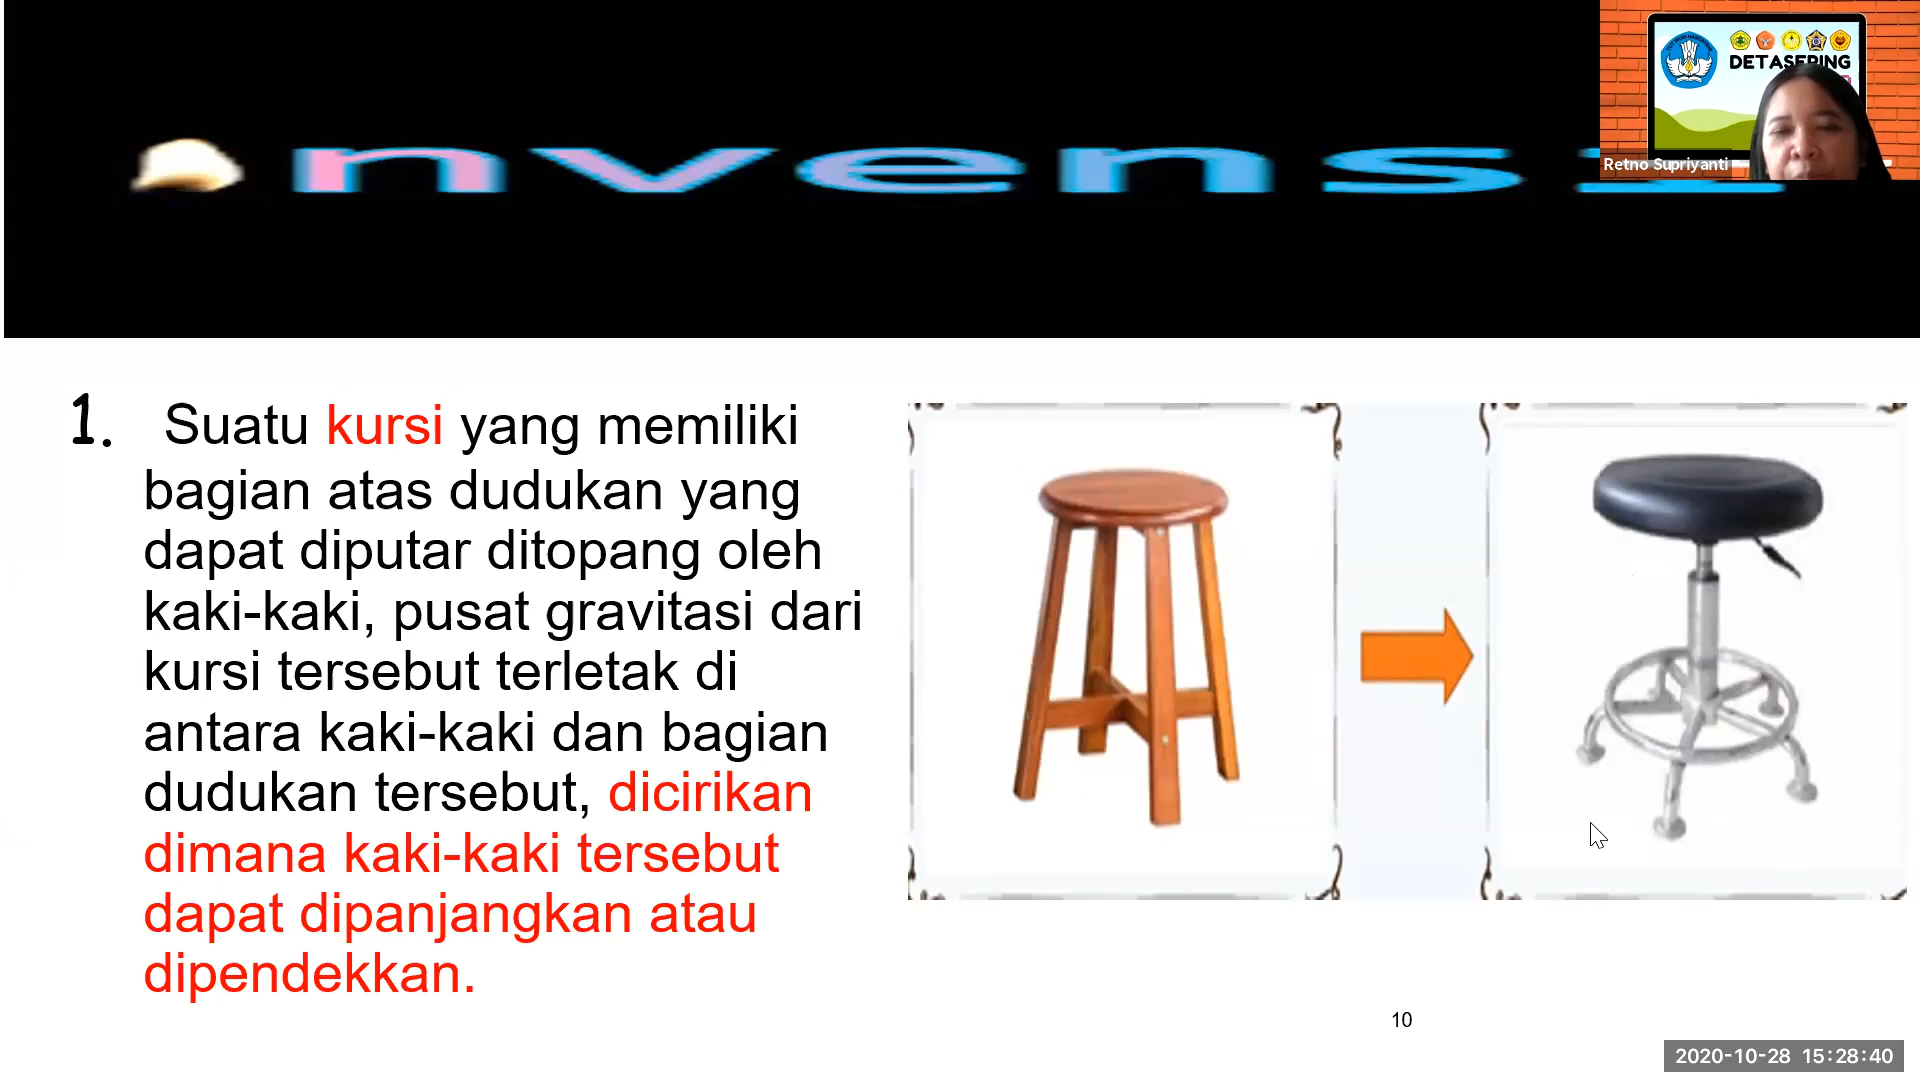 nvens
DETASERING
Retno Supriyanti
1. Suatu kursi yang memiliki
bagian atas dudukan yang
dapat diputar ditopang oleh
kaki-kaki, pusat gravitasi dari
kursi tersebut terletak di
antara kaki-kaki dan bagian
dudukan tersebut, dicirikan
dimana kaki-kaki tersebut
dapat dipanjangkan atau
dipendekkan.
10
2020-10-28 15:28:40